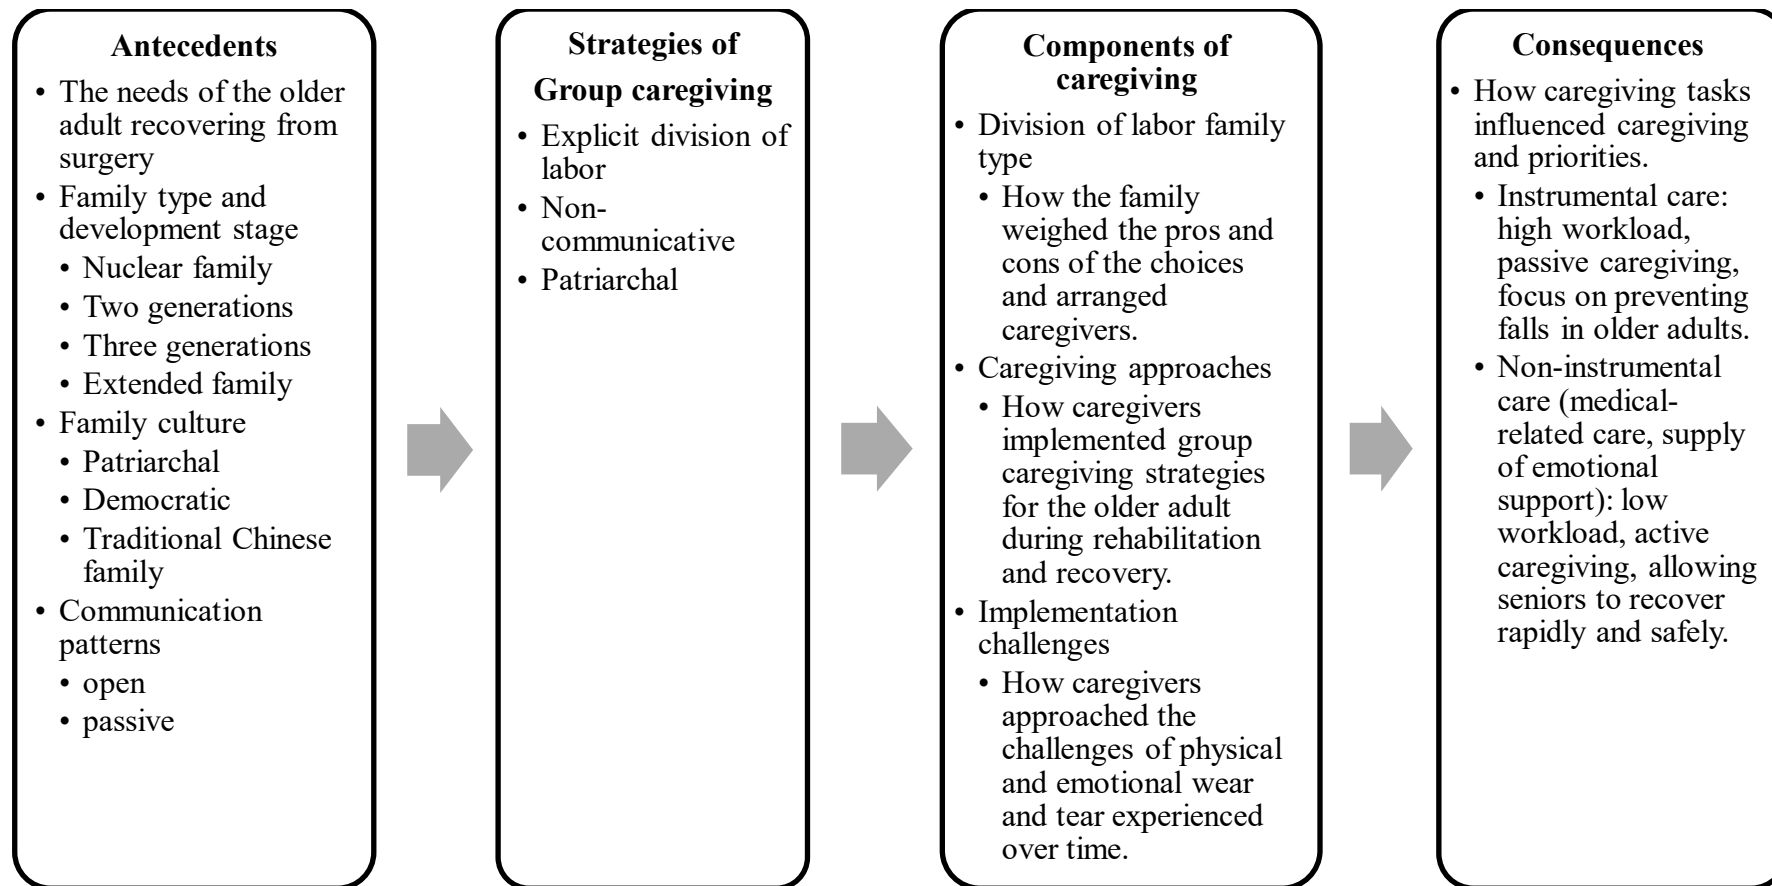 Antecedents
• The needs of the older
adult recovering from
surgery
• Family type and
development stage
• Nuclear family
• Two generations
• Three generations
• Extended family
• Family culture
• Patriarchal
• Democratic
• Traditional Chinese
family
• Communication
patterns
• open
• passive
Strategies of
Group caregiving
• Explicit division of
labor
• Non-
communicative
• Patriarchal
Components of
caregiving
• Division of labor family
type
• How the family
weighed the pros and
cons of the choices
and arranged
caregivers.
• Caregiving approaches
• How caregivers
implemented group
caregiving strategies
for the older adult
during rehabilitation
and recovery.
• Implementation
challenges
• How caregivers
approached the
challenges of physical
and emotional wear
and tear experienced
over time.
Consequences
• How caregiving tasks
influenced caregiving
and priorities.
• Instrumental care:
high workload,
passive caregiving,
focus on preventing
falls in older adults.
• Non-instrumental
care (medical-
related care, supply
of emotional
support): low
workload, active
caregiving, allowing
seniors to recover
rapidly and safely.